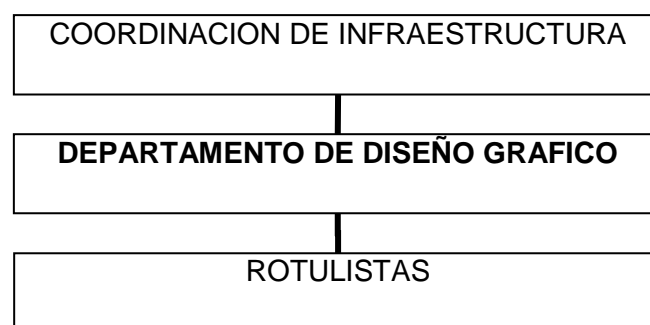 COORDINACION DE INFRAESTRUCTURA
DEPARTAMENTO DE DISEÑO GRAFICO
ROTULISTAS